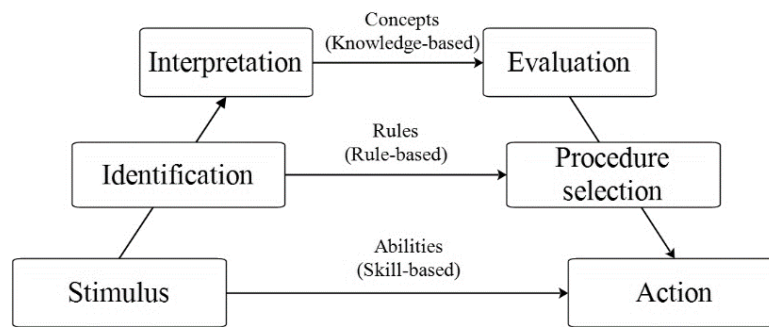 Concepts
(Knowledge-based)
Interpretation
Evaluation
Rules
(Rule-based)
Identification
Procedure
selection
Abilities
(Skill-based)
Stimulus
Action